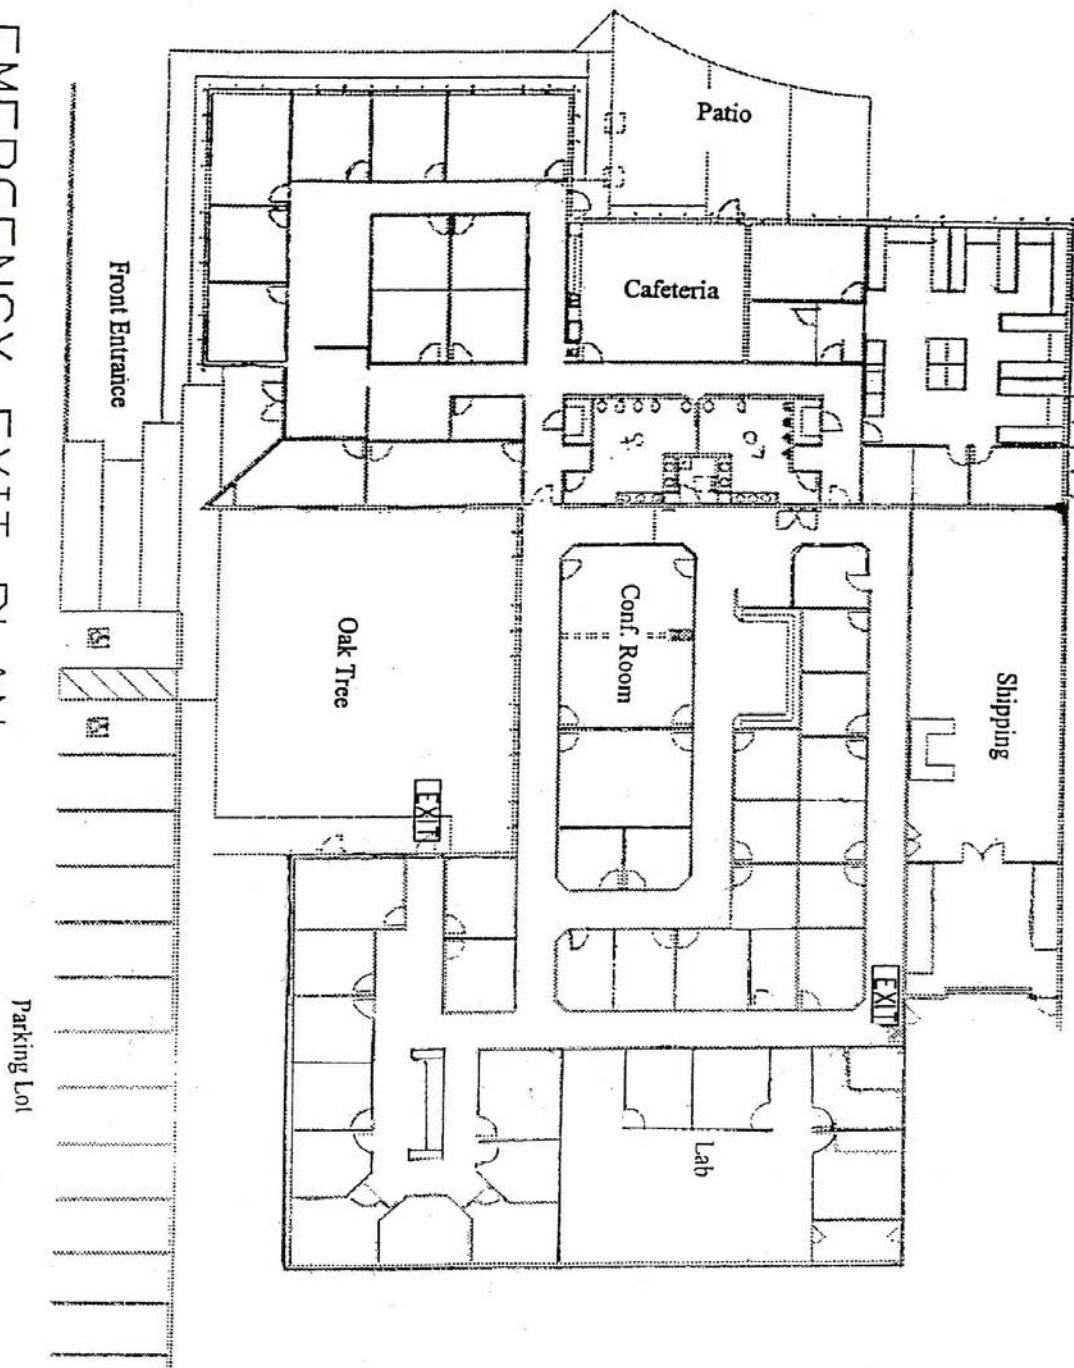 EMERGENCY EXIT PLAN
Patio
Cafeteria
Front Entrance
Conf. Room
Oak Tree
Shipping
EXIT
EXIT
Lab
Parking Lot